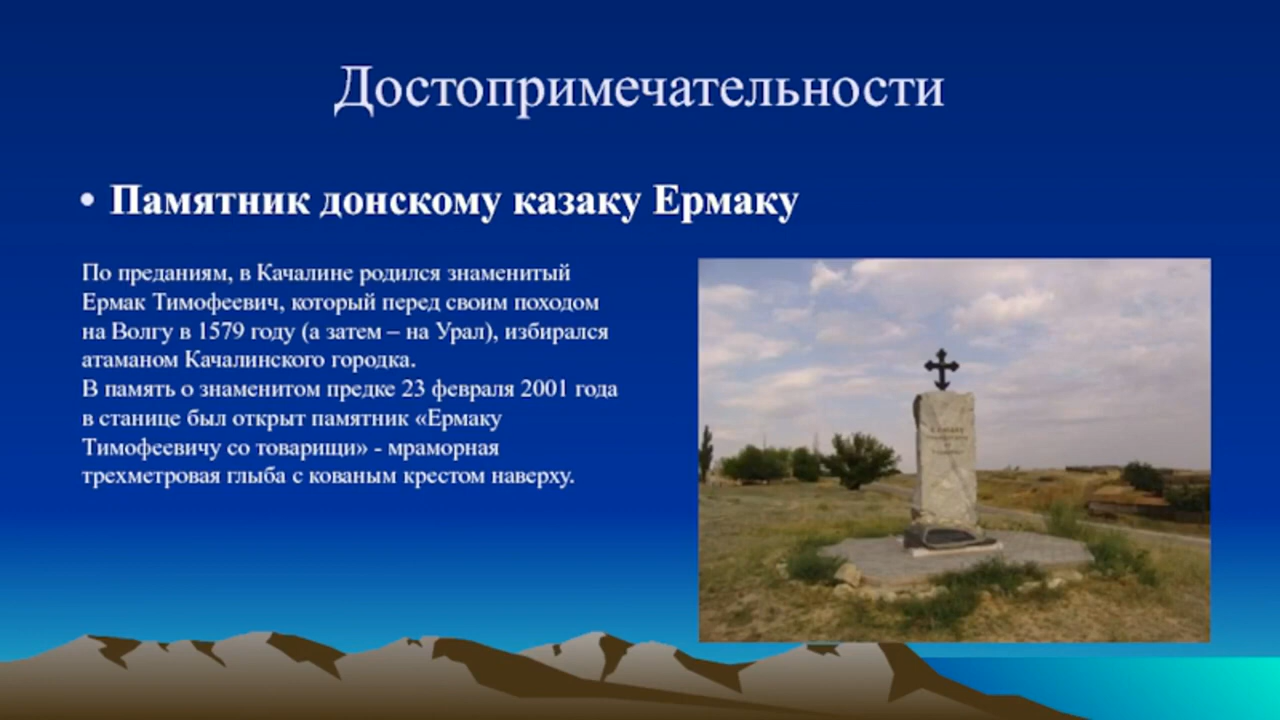 Достопримечательности
• Памятник донскому казаку Ермаку
По преданиям, в Качалине родился знаменитый
Ермак Тимофеевич, который перед своим походом
на Волгу в 1579 году (а затем – на Урал), избирался
атаманом Качалинского городка.
В память о знаменитом предке 23 февраля 2001 года
в станице был открыт памятник «Ермаку
Тимофеевичу со товарищи» - мраморная
трехметровая глыба с кованым крестом наверху.